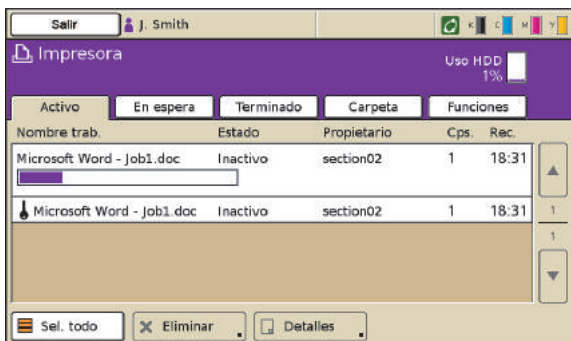 Salir J. Smith K C M Y
Impresora Uso HDD
1%
Activo En espera Terminado Carpeta Funciones
Nombre trab. Estado Propietario Cps. Rec.
Microsoft Word - Job1.doc Inactivo section02 1 18:31
Microsoft Word - Job1.doc Inactivo section02 1 18:31
1
1
Sel. todo Eliminar Detalles